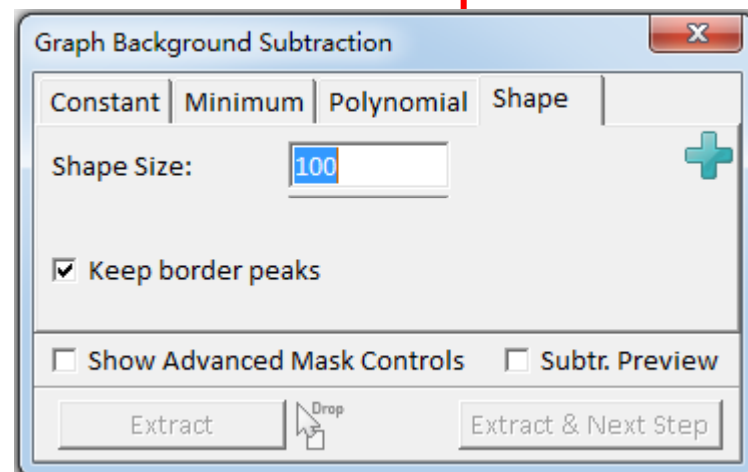 Graph Background Subtraction
Constant Minimum Polynomial Shape
Shape Size: 100
Keep border peaks
Show Advanced Mask Controls Subtr. Preview
Extract Drop Extract & Next Step